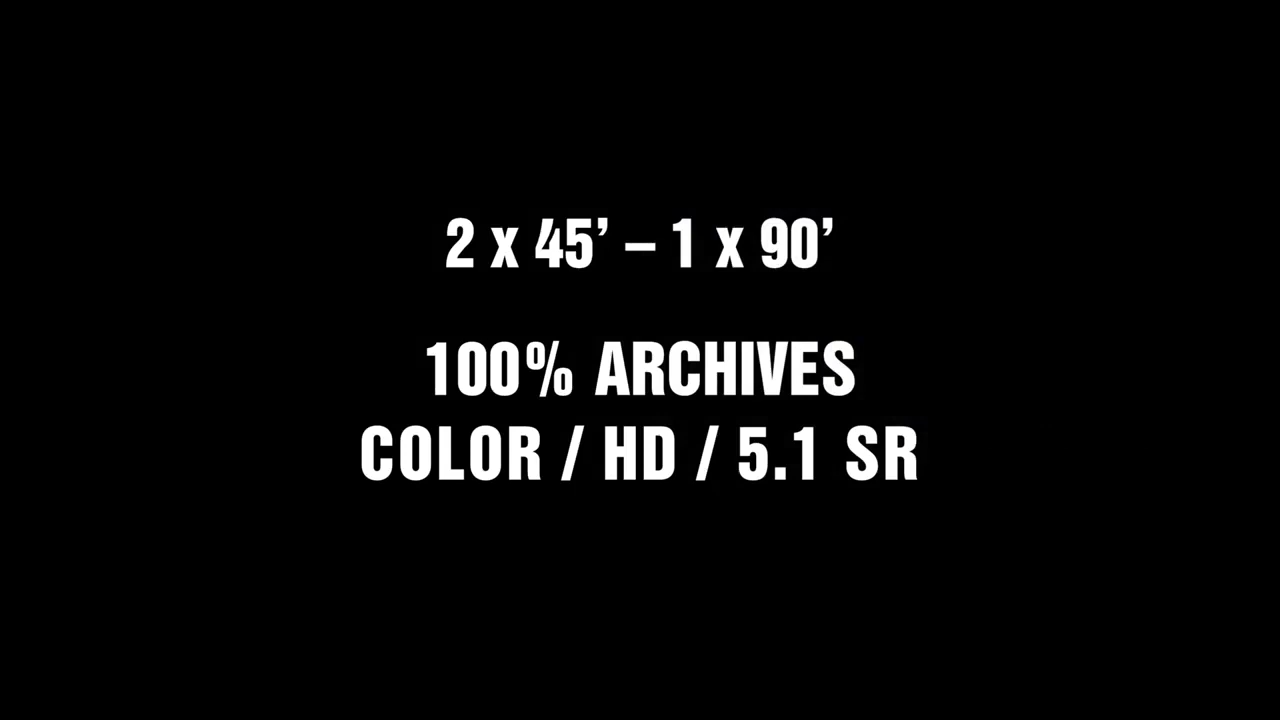 2 x 45’ – 1 x 90’
100% ARCHIVES
COLOR / HD / 5.1 SR